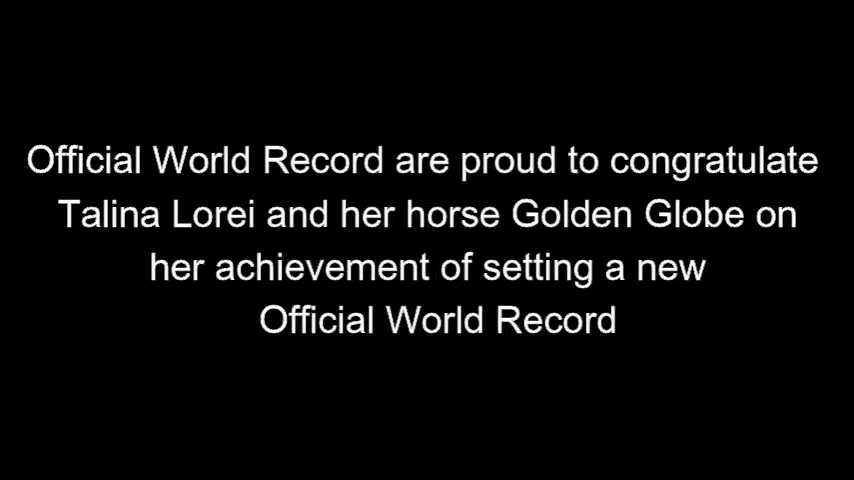 Official World Record are proud to congratulate
Talina Lorei and her horse Golden Globe on
her achievement of setting a new
Official World Record